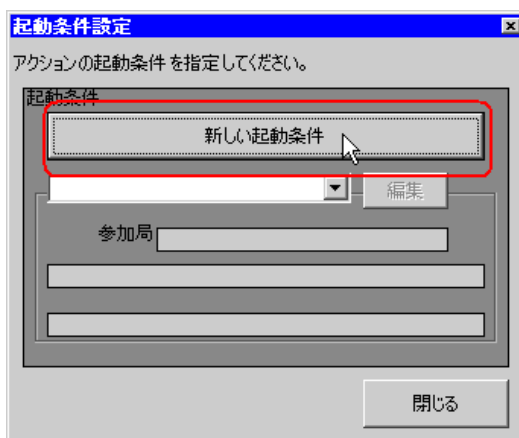 起動条件設定
アクションの起動条件を指定してください。
起動条件
新しい起動条件
編集
参加局
閉じる